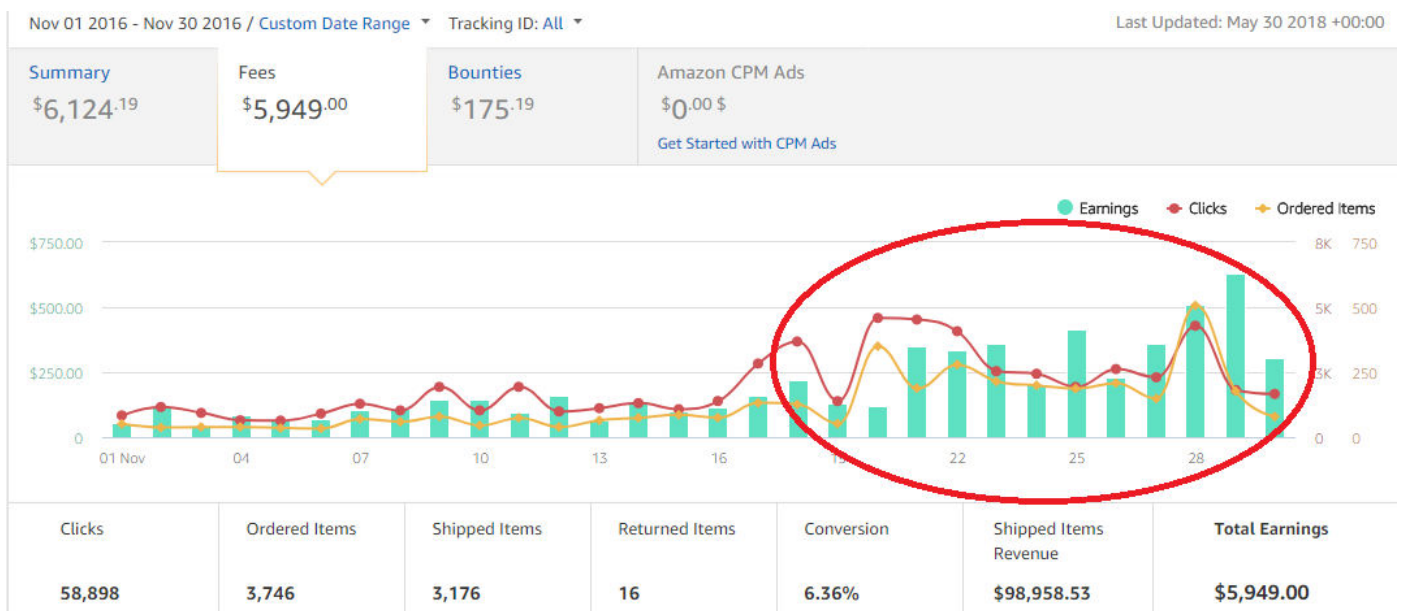 Nov 01 2016 - Nov 30 2016 / Custom Date Range Tracking ID: All Last Updated: May 30 2018 +00:00
Summary Fees Bounties Amazon CPM Ads
$6,124.19 $5,949.00 $175.19 $0.00 $
Get Started with CPM Ads
Earnings Clicks Ordered Items
$750.00 8K 750
$500.00 5K 500
$250.00 3K 250
0 0 0
01 Nov 04 07 10 13 16 19 22 25 28
Clicks Ordered Items Shipped Items Returned Items Conversion Shipped Items Total Earnings
Revenue
58,898 3,746 3,176 16 6.36% $98,958.53 $5,949.00